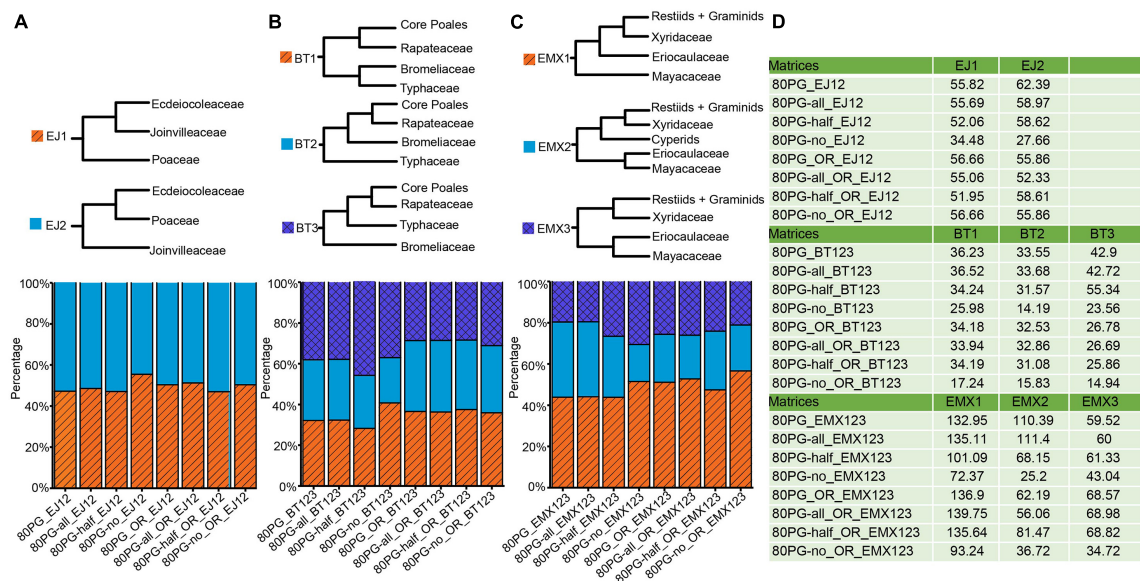 A
EJ1
Ecdeiocoleaceae
Joinvilleaceae
Poaceae
EJ2
Ecdeiocoleaceae
Poaceae
Joinvilleaceae
Percentage
100%
80%
60%
40%
20%
0%
80PG_EJ12
80PG-all_EJ12
80PG-half_EJ12
80PG-no_EJ12
80PG_OR_EJ12
80PG-all_OR_EJ12
80PG-half_OR_EJ12
80PG-no_OR_EJ12
B
BT1
Core Poales
Rapateaceae
Bromeliaceae
Typhaceae
BT2
Core Poales
Rapateaceae
Bromeliaceae
Typhaceae
BT3
Core Poales
Rapateaceae
Typhaceae
Bromeliaceae
Percentage
100%
80%
60%
40%
20%
0%
80PG_BT123
80PG-all_BT123
80PG-half_BT123
80PG-no_BT123
80PG_OR_BT123
80PG-all_OR_BT123
80PG-half_OR_BT123
80PG-no_OR_BT123
C
EMX1
Restiids + Graminids
Xyridaceae
Eriocaulaceae
Mayacaceae
EMX2
Restiids + Graminids
Xyridaceae
Cyperids
Eriocaulaceae
Mayacaceae
EMX3
Restiids + Graminids
Xyridaceae
Eriocaulaceae
Mayacaceae
Percentage
100%
80%
60%
40%
20%
0%
80PG_EMX123
80PG-all_EMX123
80PG-half_EMX123
80PG-no_EMX123
80PG_OR_EMX123
80PG-all_OR_EMX123
80PG-half_OR_EMX123
80PG-no_OR_EMX123
D
Matrices EJ1 EJ2
80PG_EJ12 55.82 62.39
80PG-all_EJ12 55.69 58.97
80PG-half_EJ12 52.06 58.62
80PG-no_EJ12 34.48 27.66
80PG_OR_EJ12 56.66 55.86
80PG-all_OR_EJ12 55.06 52.33
80PG-half_OR_EJ12 51.95 58.61
80PG-no_OR_EJ12 56.66 55.86
Matrices BT1 BT2 BT3
80PG_BT123 36.23 33.55 42.9
80PG-all_BT123 36.52 33.68 42.72
80PG-half_BT123 34.24 31.57 55.34
80PG-no_BT123 25.98 14.19 23.56
80PG_OR_BT123 34.18 32.53 26.78
80PG-all_OR_BT123 33.94 32.86 26.69
80PG-half_OR_BT123 34.19 31.08 25.86
80PG-no_OR_BT123 17.24 15.83 14.94
Matrices EMX1 EMX2 EMX3
80PG_EMX123 132.95 110.39 59.52
80PG-all_EMX123 135.11 111.4 60
80PG-half_EMX123 101.09 68.15 61.33
80PG-no_EMX123 72.37 25.2 43.04
80PG_OR_EMX123 136.9 62.19 68.57
80PG-all_OR_EMX123 139.75 56.06 68.98
80PG-half_OR_EMX123 135.64 81.47 68.82
80PG-no_OR_EMX123 93.24 36.72 34.72